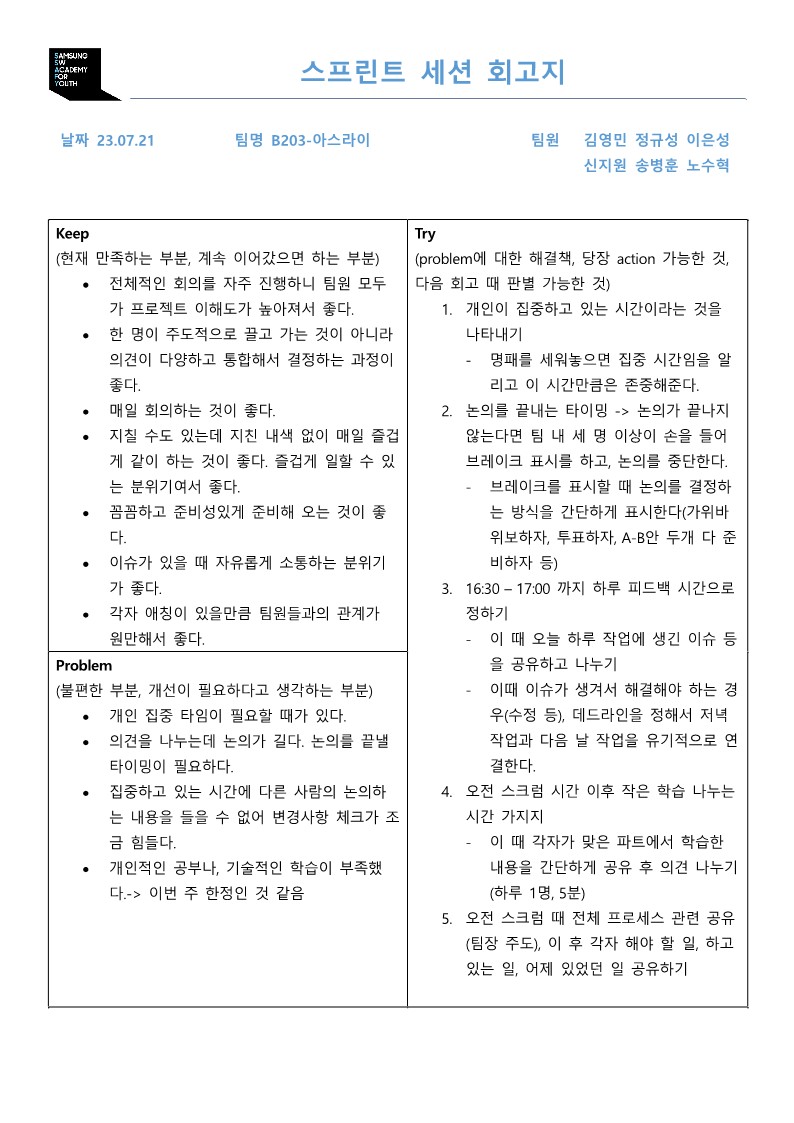 SAMSUNG
SW
ACADEMY
FOR
YOUTH
스프린트 세션 회고지
날짜 23.07.21 팀명 B203-아스라이 팀원 김영민 정규성 이은성
신지원 송병훈 노수혁
Keep
(현재 만족하는 부분, 계속 이어갔으면 하는 부분)
• 전체적인 회의를 자주 진행하니 팀원 모두
가 프로젝트 이해도가 높아져서 좋다.
• 한 명이 주도적으로 끌고 가는 것이 아니라
의견이 다양하고 통합해서 결정하는 과정이
좋다.
• 매일 회의하는 것이 좋다.
• 지칠 수도 있는데 지친 내색 없이 매일 즐겁
게 같이 하는 것이 좋다. 즐겁게 일할 수 있
는 분위기여서 좋다.
• 꼼꼼하고 준비성있게 준비해 오는 것이 좋
다.
• 이슈가 있을 때 자유롭게 소통하는 분위기
가 좋다.
• 각자 애칭이 있을만큼 팀원들과의 관계가
원만해서 좋다.
Problem
(불편한 부분, 개선이 필요하다고 생각하는 부분)
• 개인 집중 타임이 필요할 때가 있다.
• 의견을 나누는데 논의가 길다. 논의를 끝낼
타이밍이 필요하다.
• 집중하고 있는 시간에 다른 사람의 논의하
는 내용을 들을 수 없어 변경사항 체크가 조
금 힘들다.
• 개인적인 공부나, 기술적인 학습이 부족했
다.-> 이번 주 한정인 것 같음
Try
(problem에 대한 해결책, 당장 action 가능한 것,
다음 회고 때 판별 가능한 것)
1. 개인이 집중하고 있는 시간이라는 것을
나타내기
- 명패를 세워놓으면 집중 시간임을 알
리고 이 시간만큼은 존중해준다.
2. 논의를 끝내는 타이밍 -> 논의가 끝나지
않는다면 팀 내 세 명 이상이 손을 들어
브레이크 표시를 하고, 논의를 중단한다.
- 브레이크를 표시할 때 논의를 결정하
는 방식을 간단하게 표시한다(가위바
위보하자, 투표하자, A-B안 두개 다 준
비하자 등)
3. 16:30 – 17:00 까지 하루 피드백 시간으로
정하기
- 이 때 오늘 하루 작업에 생긴 이슈 등
을 공유하고 나누기
- 이때 이슈가 생겨서 해결해야 하는 경
우(수정 등), 데드라인을 정해서 저녁
작업과 다음 날 작업을 유기적으로 연
결한다.
4. 오전 스크럼 시간 이후 작은 학습 나누는
시간 가지지
- 이 때 각자가 맞은 파트에서 학습한
내용을 간단하게 공유 후 의견 나누기
(하루 1명, 5분)
5. 오전 스크럼 때 전체 프로세스 관련 공유
(팀장 주도), 이 후 각자 해야 할 일, 하고
있는 일, 어제 있었던 일 공유하기